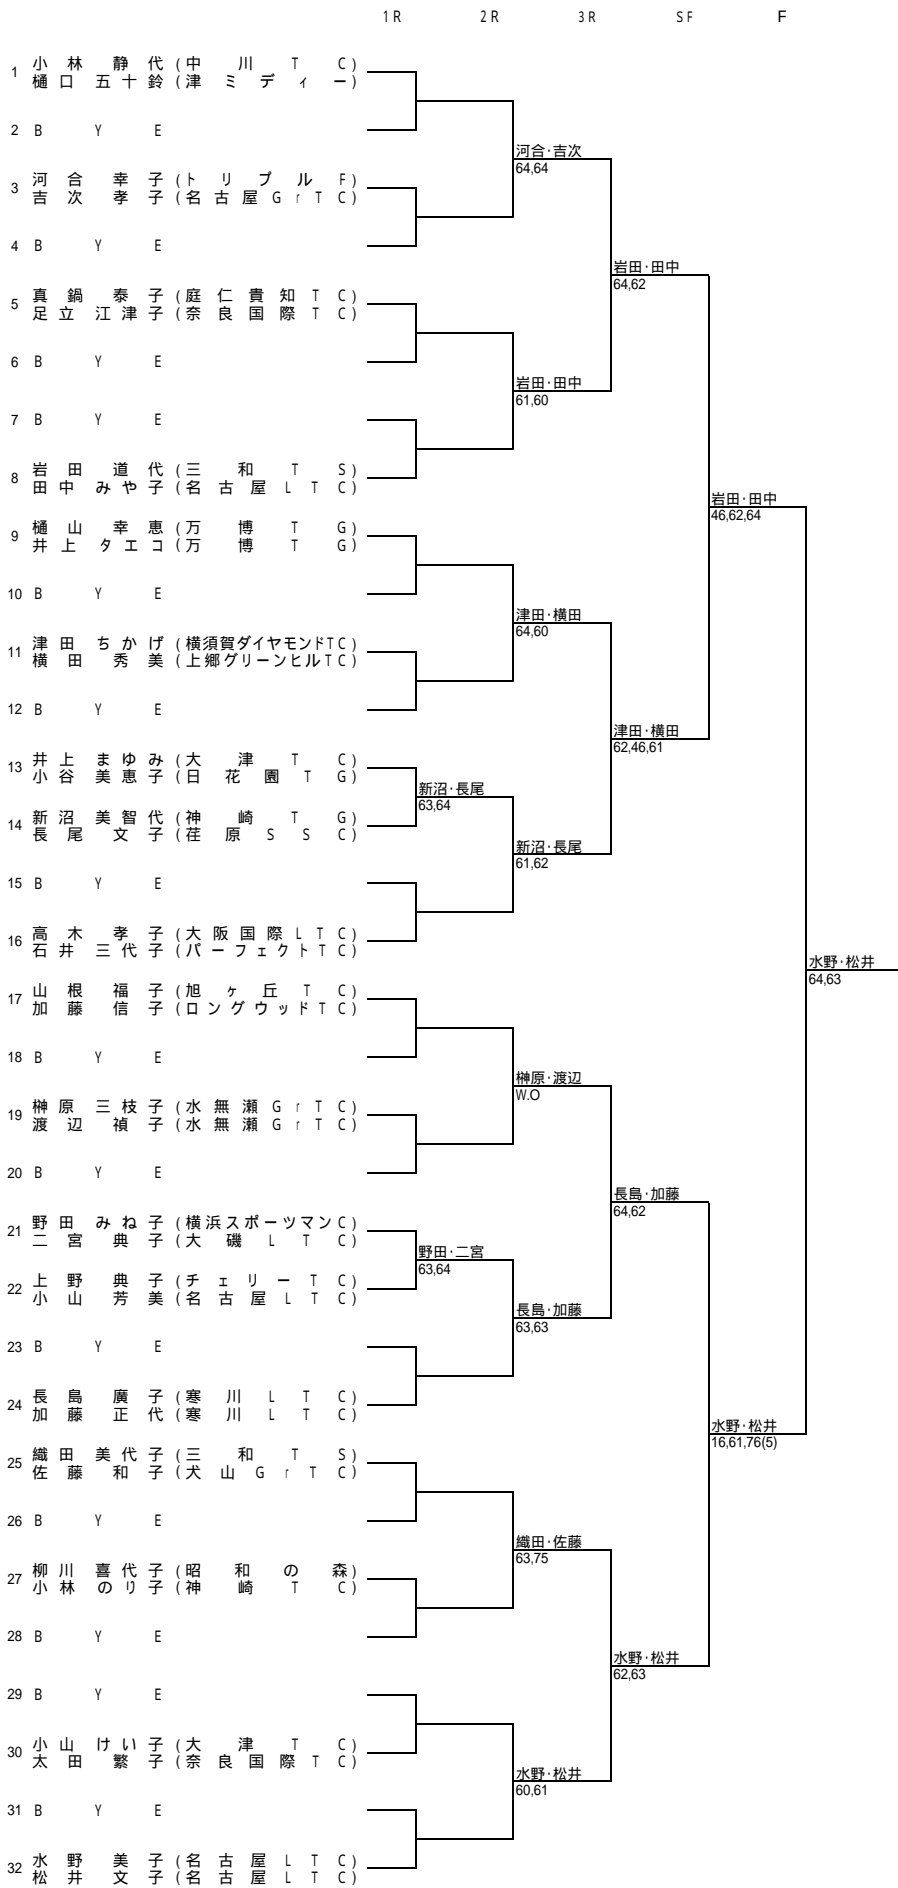 1R 2R 3R SF F
1 小林 静代 (中川TC)
樋口 五十鈴 (津ミディー)
2 BYE
河合・吉次
64,64
3 河合 幸子 (トリプルF)
吉次 孝子 (名古屋GrTC)
4 BYE
岩田・田中
64,62
5 真鍋 泰子 (庭仁貴知TC)
足立 江津子 (奈良国際TC)
6 BYE
岩田・田中
61,60
7 BYE
8 岩田 道代 (三和TS)
田中 みや子 (名古屋LTC)
岩田・田中
46,62,64
9 樋山 幸恵 (万博TG)
井上 タエコ (万博TG)
10 BYE
津田・横田
64,60
11 津田 ちかげ (横須賀ダイヤモンドTC)
横田 秀美 (上郷グリーンヒルTC)
12 BYE
津田・横田
62,46,61
13 井上 まゆみ (大津TC)
小谷 美恵子 (日花園TG)
新沼・長尾
63,64
14 新沼 美智代 (神崎TG)
長尾 文子 (荏原SSC)
新沼・長尾
61,62
15 BYE
16 高木 孝子 (大阪国際LTC)
石井 三代子 (パーフェクトTC)
水野・松井
64,63
17 山根 福子 (旭ヶ丘TC)
加藤 信子 (ロングウッドTC)
18 BYE
榊原・渡辺
W.O
19 榊原 三枝子 (水無瀬GrTC)
渡辺 禎子 (水無瀬GrTC)
20 BYE
長島・加藤
64,62
21 野田 みね子 (横浜スポーツマンC)
二宮 典子 (大磯LTC)
野田・二宮
63,64
22 上野 典子 (チェリーTC)
小山 芳美 (名古屋LTC)
長島・加藤
63,63
23 BYE
24 長島 廣子 (寒川LTC)
加藤 正代 (寒川LTC)
水野・松井
16,61,76(5)
25 織田 美代子 (三和TS)
佐藤 和子 (犬山GrTC)
26 BYE
織田・佐藤
63,75
27 柳川 喜代子 (昭和の森)
小林 のり子 (神崎TC)
28 BYE
水野・松井
62,63
29 BYE
30 小山 けい子 (大津TC)
太田 繁子 (奈良国際TC)
水野・松井
60,61
31 BYE
32 水野 美子 (名古屋LTC)
松井 文子 (名古屋LTC)